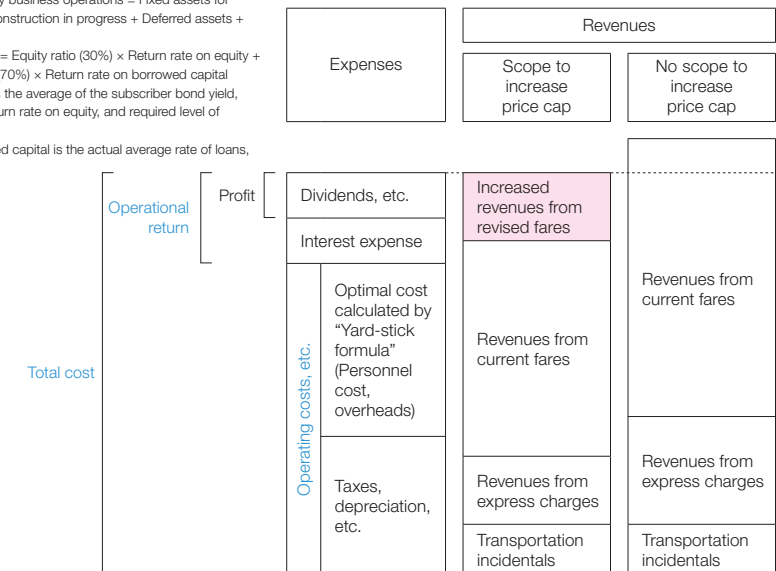 y business operations = Fixed assets for
onstruction in progress + Deferred assets +
= Equity ratio (30%) × Return rate on equity +
70%) × Return rate on borrowed capital
the average of the subscriber bond yield,
urn rate on equity, and required level of
ed capital is the actual average rate of loans,
Expenses
Revenues
Scope to
increase
price cap
No scope to
increase
price cap
Total cost
Operational
return
Profit
Dividends, etc.
Interest expense
Operating costs, etc.
Optimal cost
calculated by
“Yard-stick
formula”
(Personnel
cost,
overheads)
Taxes,
depreciation,
etc.
Increased
revenues from
revised fares
Revenues from
current fares
Revenues from
express charges
Transportation
incidentals
Revenues from
current fares
Revenues from
express charges
Transportation
incidentals